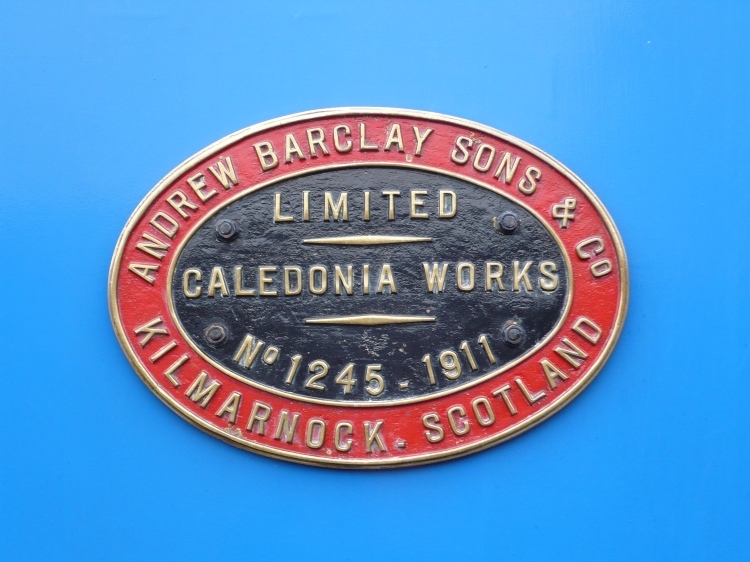 ANDREW BARCLAY SONS & Co
LIMITED
CALEDONIA WORKS
No 1245 - 1911
KILMARNOCK. SCOTLAND